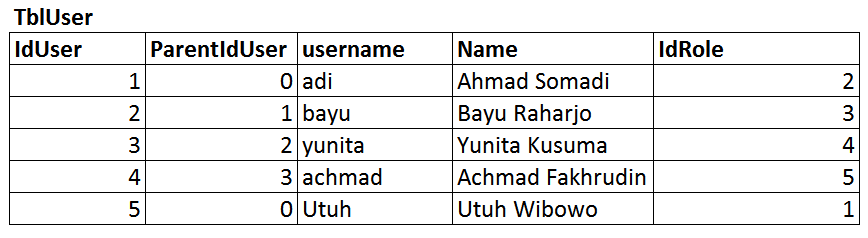 TblUser
IdUser ParentIdUser username Name IdRole
1 0 adi Ahmad Somadi 2
2 1 bayu Bayu Raharjo 3
3 2 yunita Yunita Kusuma 4
4 3 achmad Achmad Fakhrudin 5
5 0 Utuh Utuh Wibowo 1